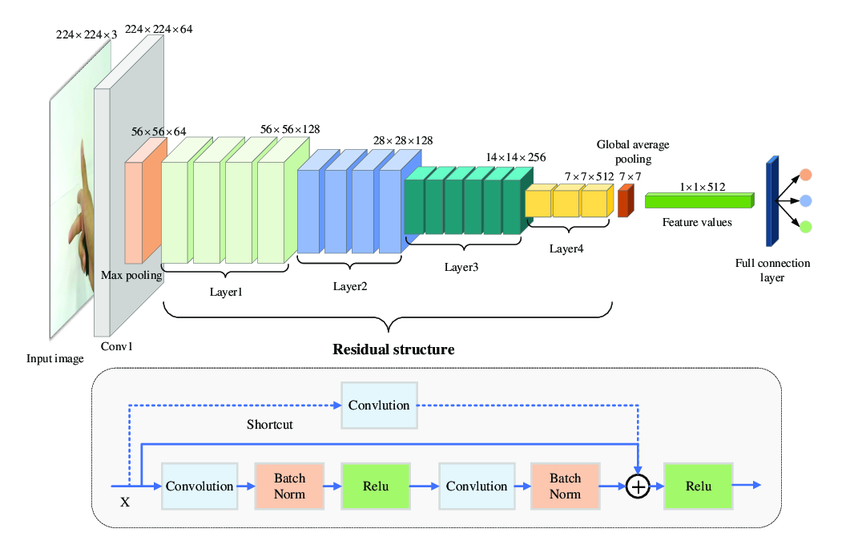 224×224×3
224×224×64
56×56×64
56×56×128
28×28×128
14×14×256
Global average
pooling
7×7×512
7×7
1×1×512
Feature values
Max pooling
Layer1
Layer2
Layer3
Layer4
Full connection
layer
Conv1
Input image
Residual structure
Convlution
Shortcut
X
Convolution
Batch
Norm
Relu
Convlution
Batch
Norm
+
Relu